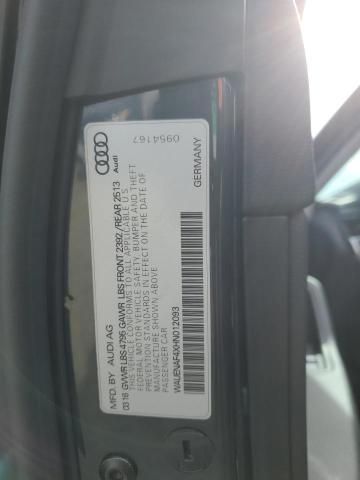 Audi
0954167
GERMANY
MFD. BY AUDI AG
03.16 GVWR LBS 4795 GAWR LBS FRONT 2392 /REAR 2513
THIS VEHICLE CONFORMS TO ALL APPLICABLE U.S.
FEDERAL MOTOR VEHICLE SAFETY, BUMPER AND THEFT
PREVENTION STANDARDS IN EFFECT ON THE DATE OF
MANUFACTURE SHOWN ABOVE
PASSENGER CAR
WAUENAF4XHN012093